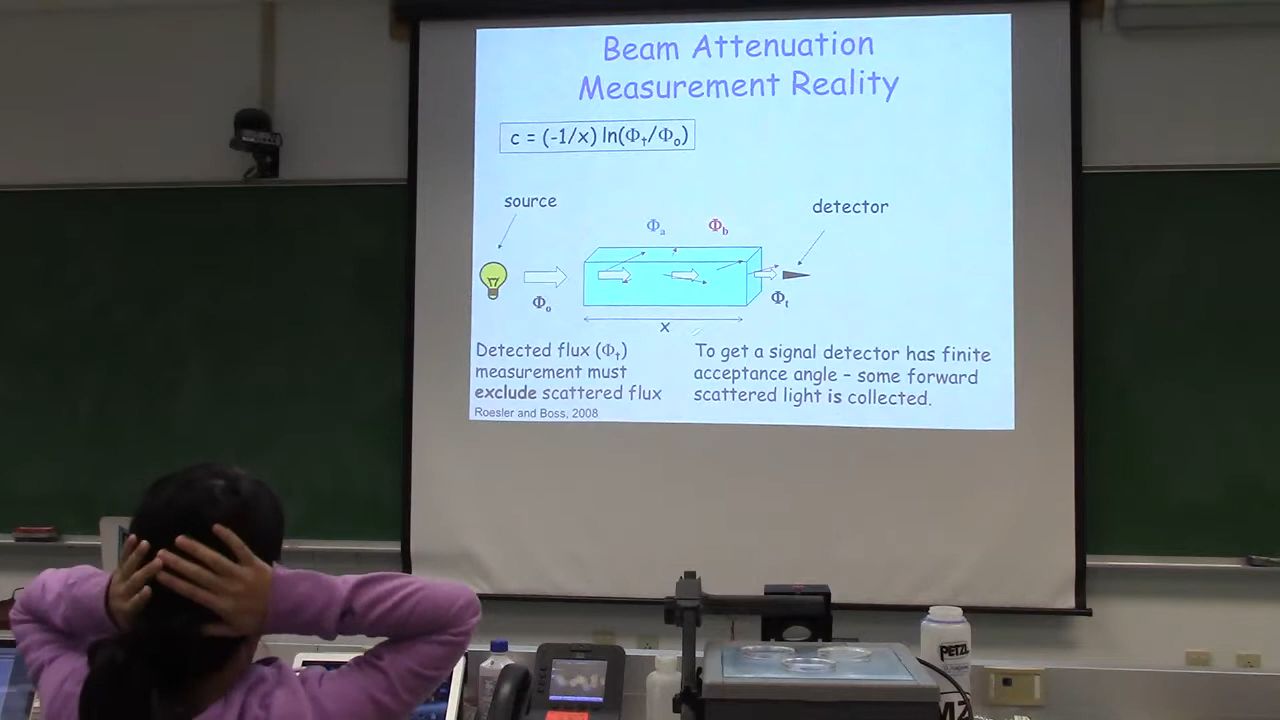 Beam Attenuation
Measurement Reality
c = (-1/x) ln(Φt/Φo)
source
detector
Φa
Φb
Φo
Φt
x
Detected flux (Φt)
measurement must
exclude scattered flux
To get a signal detector has finite
acceptance angle – some forward
scattered light is collected.
Roesler and Boss, 2008
PETZL